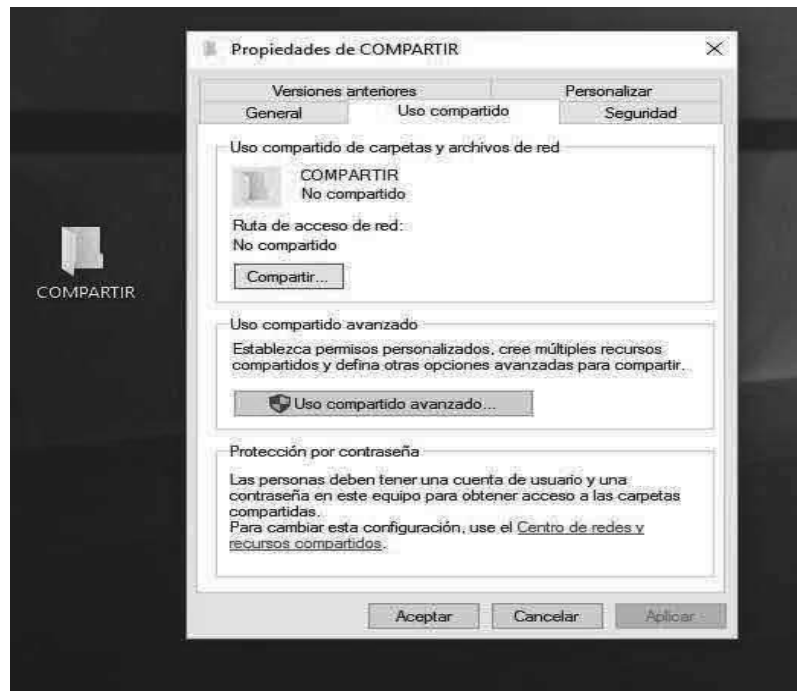 Propiedades de COMPARTIR
Versiones anteriores
Personalizar
General
Uso compartido
Seguridad
Uso compartido de carpetas y archivos de red
COMPARTIR
No compartido
Ruta de acceso de red:
No compartido
Compartir...
COMPARTIR
Uso compartido avanzado
Establezca permisos personalizados, cree múltiples recursos
compartidos y defina otras opciones avanzadas para compartir.
Uso compartido avanzado...
Protección por contraseña
Las personas deben tener una cuenta de usuario y una
contraseña en este equipo para obtener acceso a las carpetas
compartidas.
Para cambiar esta configuración, use el Centro de redes y
recursos compartidos.
Aceptar
Cancelar
Aplicar